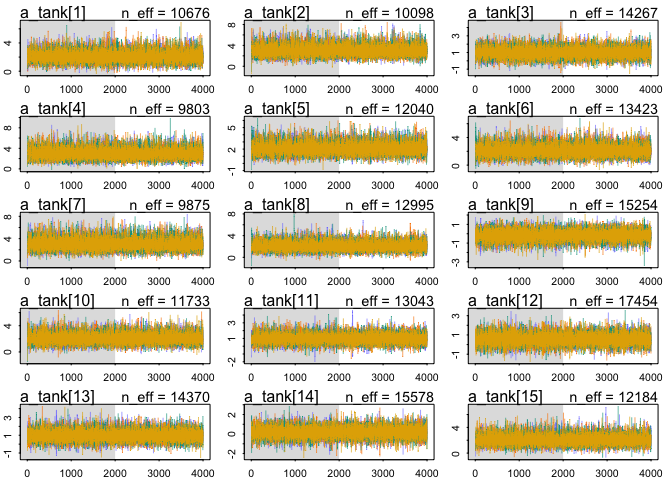 a_tank[1] n_eff = 10676 a_tank[2] n_eff = 10098 a_tank[3] n_eff = 14267
0 4
0 4 8
-1 1 3
0 1000 2000 3000 4000 0 1000 2000 3000 4000 0 1000 2000 3000 4000
a_tank[4] n_eff = 9803 a_tank[5] n_eff = 12040 a_tank[6] n_eff = 13423
0 4 8
-1 2 5
0 4
0 1000 2000 3000 4000 0 1000 2000 3000 4000 0 1000 2000 3000 4000
a_tank[7] n_eff = 9875 a_tank[8] n_eff = 12995 a_tank[9] n_eff = 15254
0 4 8
0 4 8
-3 -1 1
0 1000 2000 3000 4000 0 1000 2000 3000 4000 0 1000 2000 3000 4000
a_tank[10] n_eff = 11733 a_tank[11] n_eff = 13043 a_tank[12] n_eff = 17454
0 4
-2 1 3
-1 1 3
0 1000 2000 3000 4000 0 1000 2000 3000 4000 0 1000 2000 3000 4000
a_tank[13] n_eff = 14370 a_tank[14] n_eff = 15578 a_tank[15] n_eff = 12184
-1 1 3
-2 0 2
0 4
0 1000 2000 3000 4000 0 1000 2000 3000 4000 0 1000 2000 3000 4000